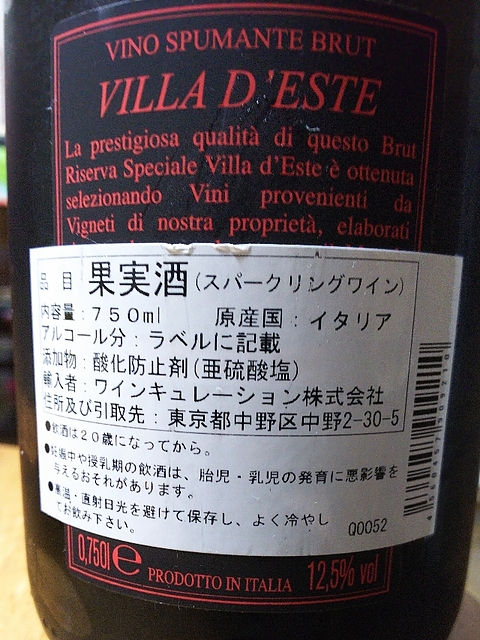 VINO SPUMANTE BRUT
VILLA D'ESTE
La prestigiosa qualità di questo Brut
Riserva Speciale Villa d'Este è ottenuta
selezionando Vini provenienti da
Vigneti di nostra proprietà, elaborati
品 目 果実酒(スパークリングワイン)
内容量:750ml 原産国:イタリア
アルコール分:ラベルに記載
添加物:酸化防止剤(亜硫酸塩)
輸入者:ワインキュレーション株式会社
住所及び引取先:東京都中野区中野2-30-5
●飲酒は20歳になってから。
●妊娠中や授乳期の飲酒は、胎児・乳児の発育に悪影響を
与えるおそれがあります。
●高温・直射日光を避けて保存し、よく冷やし
てお飲み下さい。
Q0052
0,750l e PRODOTTO IN ITALIA 12,5% vol